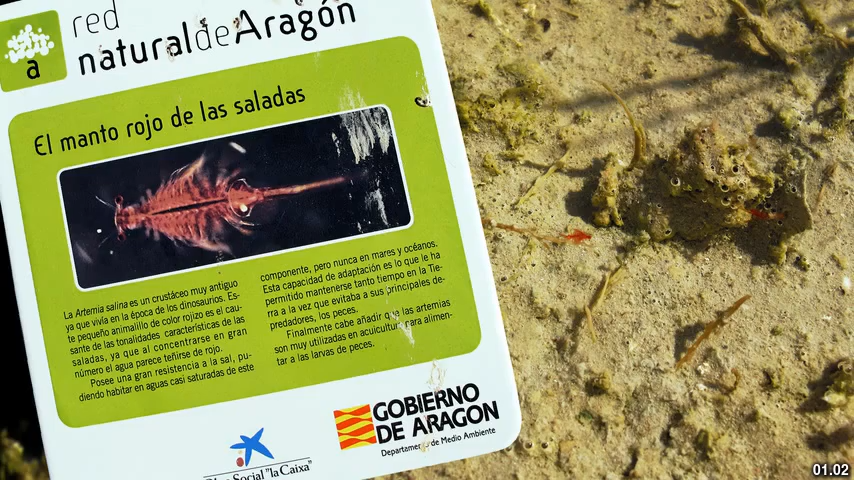 red
natural de Aragón
a
El manto rojo de las saladas
La Artemia salina es un crustáceo muy antiguo
ya que vivía en la época de los dinosaurios. Es-
te pequeño animalillo de color rojizo es el cau-
sante de las tonalidades características de las
saladas, ya que al concentrarse en gran
número el agua parece teñirse de rojo.
Posee una gran resistencia a la sal, pu-
diendo habitar en aguas casi saturadas de este
componente, pero nunca en mares y océanos.
Esta capacidad de adaptación es lo que le ha
permitido mantenerse tanto tiempo en la Tie-
rra a la vez que evitaba a sus principales de-
predadores, los peces.
Finalmente cabe añadir que las artemias
son muy utilizadas en acuicultura para alimen-
tar a las larvas de peces.
Social "la Caixa"
GOBIERNO
DE ARAGON
Departamento de Medio Ambiente
01.02